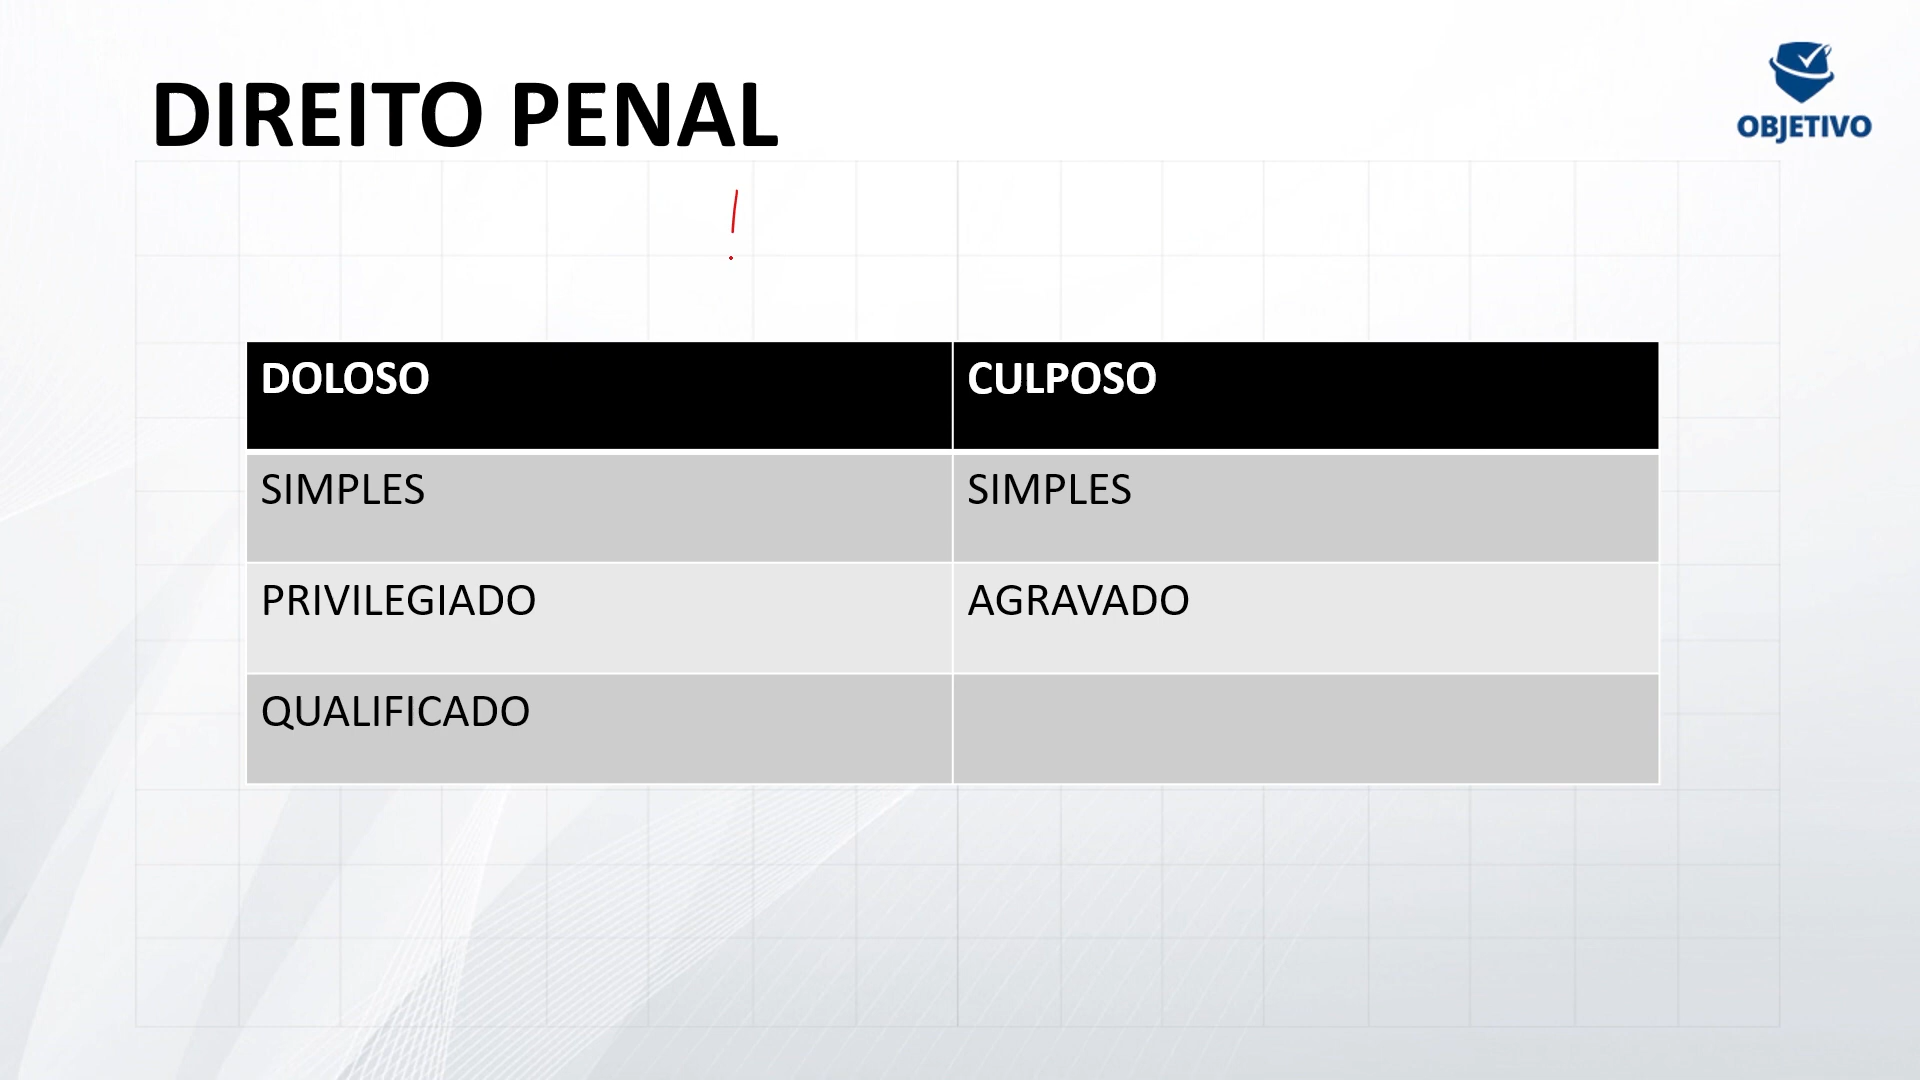 DIREITO PENAL
OBJETIVO
!
DOLOSO CULPOSO
SIMPLES SIMPLES
PRIVILEGIADO AGRAVADO
QUALIFICADO